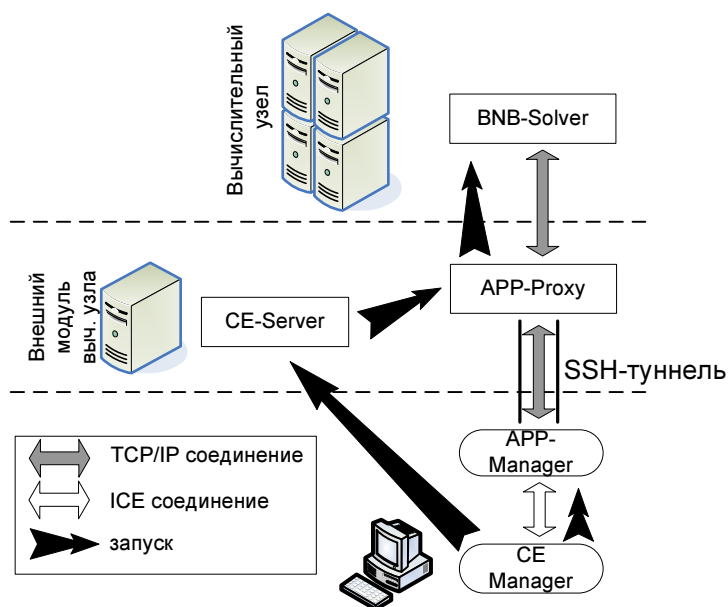 Вычислительный
узел
BNB-Solver
Внешний
модуль
выч. узла
CE-Server
APP-Proxy
SSH-туннель
APP-
Manager
TCP/IP соединение
ICE соединение
запуск
CE
Manager